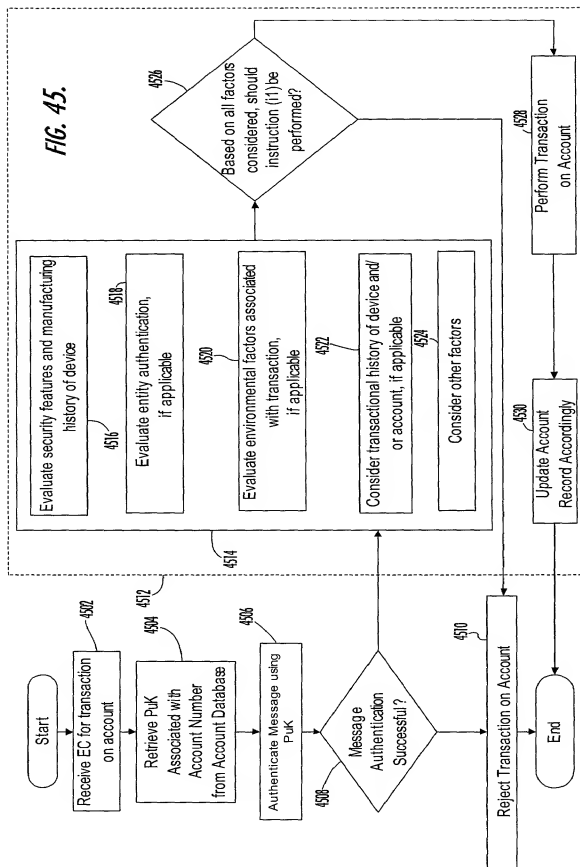 FIG. 45.
Start
4502
Receive EC for transaction
on account
4504
Retrieve PuK
Associated with
Account Number
from Account Database
4506
Authenticate Message using
PuK
4508
Message
Authentication
Successful?
4510
Reject Transaction on Account
End
4512
4514
4516
Evaluate security features and manufacturing
history of device
4518
Evaluate entity authentication,
if applicable
4520
Evaluate environmental factors associated
with transaction,
if applicable
4522
Consider transactional history of device and/
or account, if applicable
4524
Consider other factors
4526
Based on all factors
considered, should
instruction (i1) be
performed?
4528
Perform Transaction
on Account
4530
Update Account
Record Accordingly